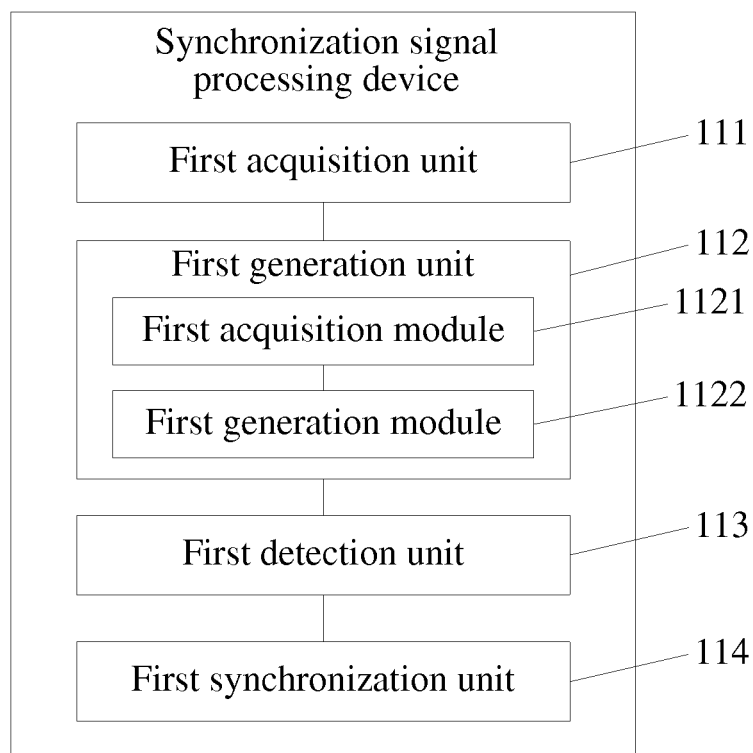 Synchronization signal
processing device
First acquisition unit
111
First generation unit
112
First acquisition module
1121
First generation module
1122
First detection unit
113
First synchronization unit
114